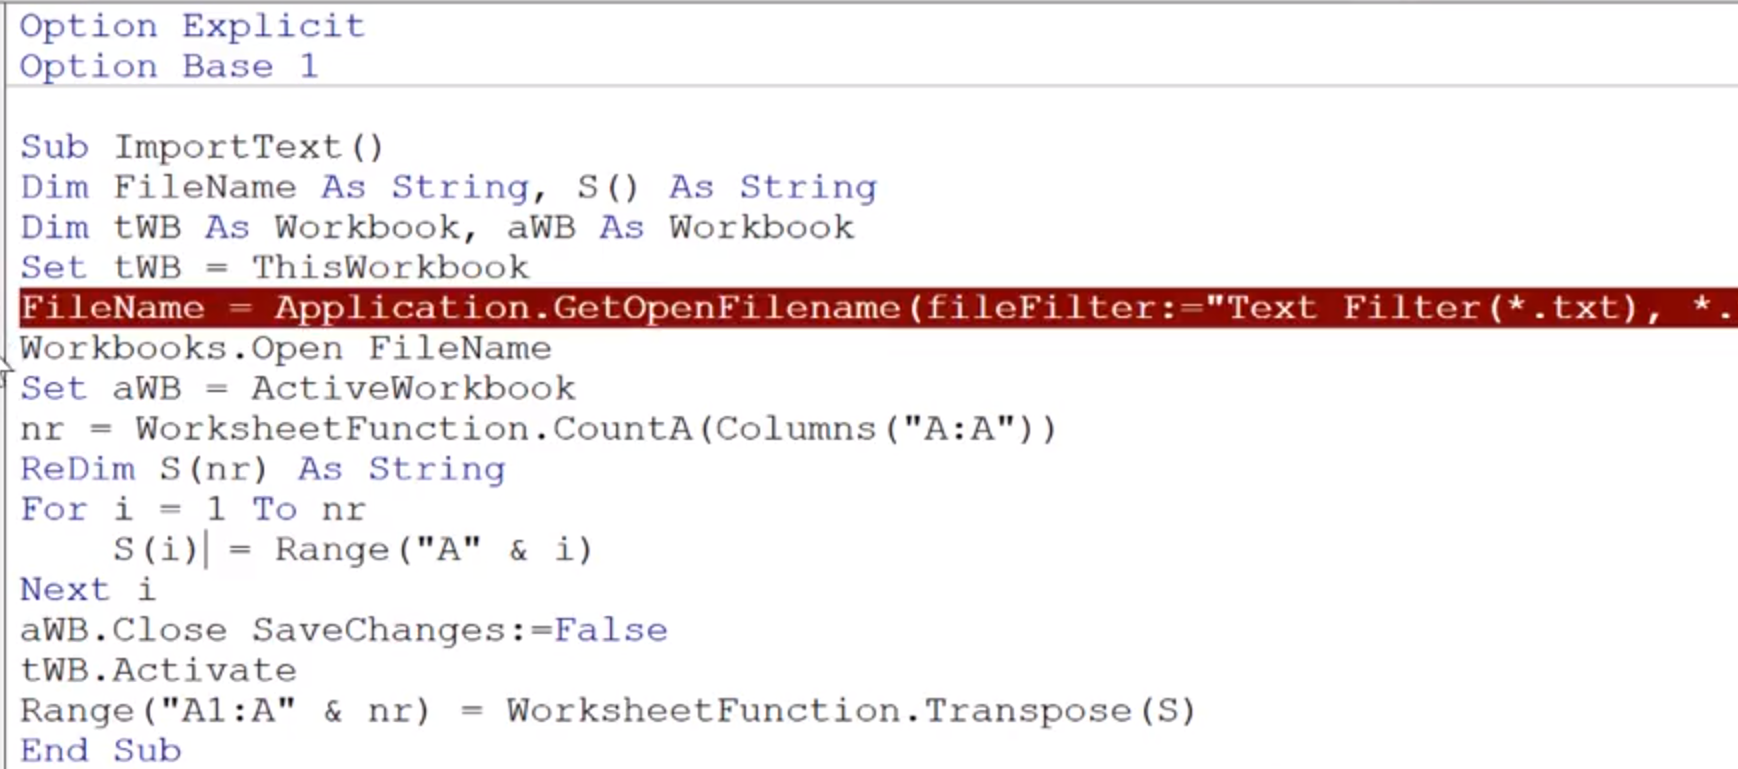 Option Explicit
Option Base 1
Sub ImportText()
Dim FileName As String, S() As String
Dim tWB As Workbook, aWB As Workbook
Set tWB = ThisWorkbook
FileName = Application.GetOpenFilename(fileFilter:="Text Filter(*.txt), *.
Workbooks.Open FileName
Set aWB = ActiveWorkbook
nr = WorksheetFunction.CountA(Columns("A:A"))
ReDim S(nr) As String
For i = 1 To nr
    S(i) = Range("A" & i)
Next i
aWB.Close SaveChanges:=False
tWB.Activate
Range("A1:A" & nr) = WorksheetFunction.Transpose(S)
End Sub